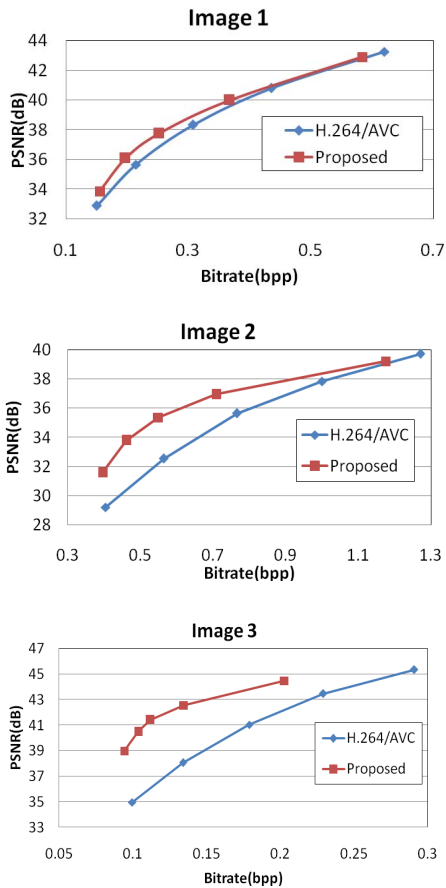 Image 1
44
42
40
38
36
34
32
PSNR(dB)
H.264/AVC
Proposed
0.1 0.3 0.5 0.7
Bitrate(bpp)
Image 2
40
38
36
34
32
29
28
PSNR(dB)
H.264/AVC
Proposed
0.3 0.5 0.7 0.9 1.1 1.3
Bitrate(bpp)
Image 3
47
45
43
41
39
37
35
33
PSNR(dB)
H.264/AVC
Proposed
0.05 0.1 0.15 0.2 0.25 0.3
Bitrate(bpp)